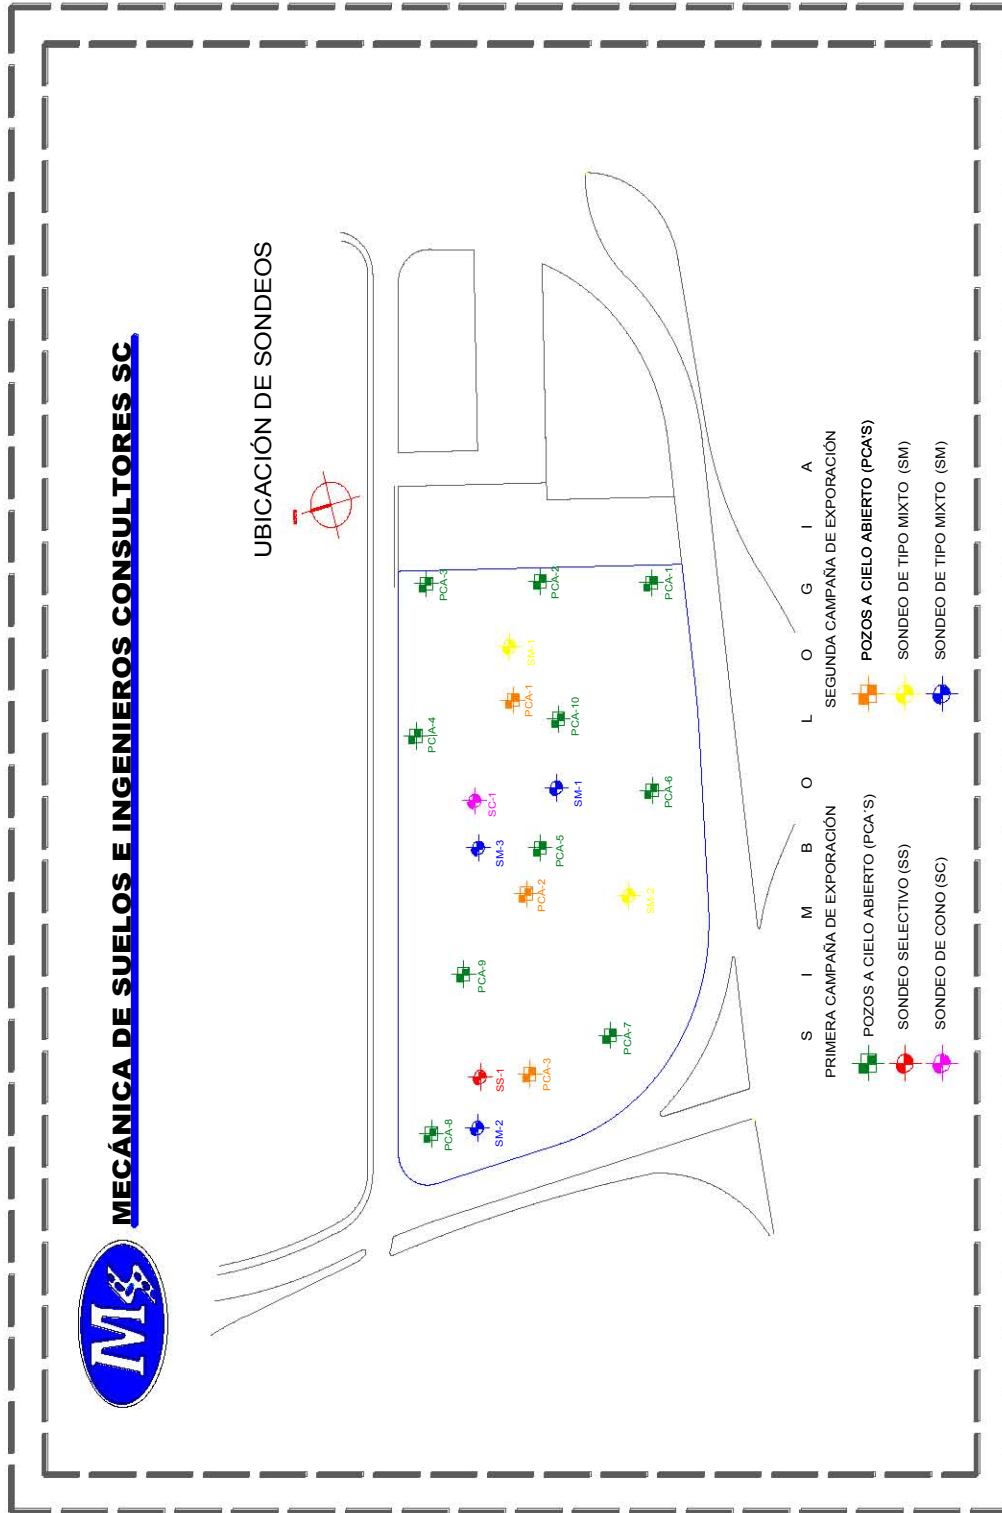 MS
MECÁNICA DE SUELOS E INGENIEROS CONSULTORES SC
UBICACIÓN DE SONDEOS
PCA-4
PCA-3
PCA-8
PCA-9
SC-1
SM-3
SS-1
SM-2
PCA-1
SM-1
PCA-2
PCA-3
PCA-2
PCA-5
PCA-10
SM-1
PCA-7
SM-2
PCA-6
PCA-1
S I M B O L O G I A
PRIMERA CAMPAÑA DE EXPORACIÓN
SEGUNDA CAMPAÑA DE EXPORACIÓN
POZOS A CIELO ABIERTO (PCA´S)
POZOS A CIELO ABIERTO (PCA'S)
SONDEO SELECTIVO (SS)
SONDEO DE TIPO MIXTO (SM)
SONDEO DE CONO (SC)
SONDEO DE TIPO MIXTO (SM)